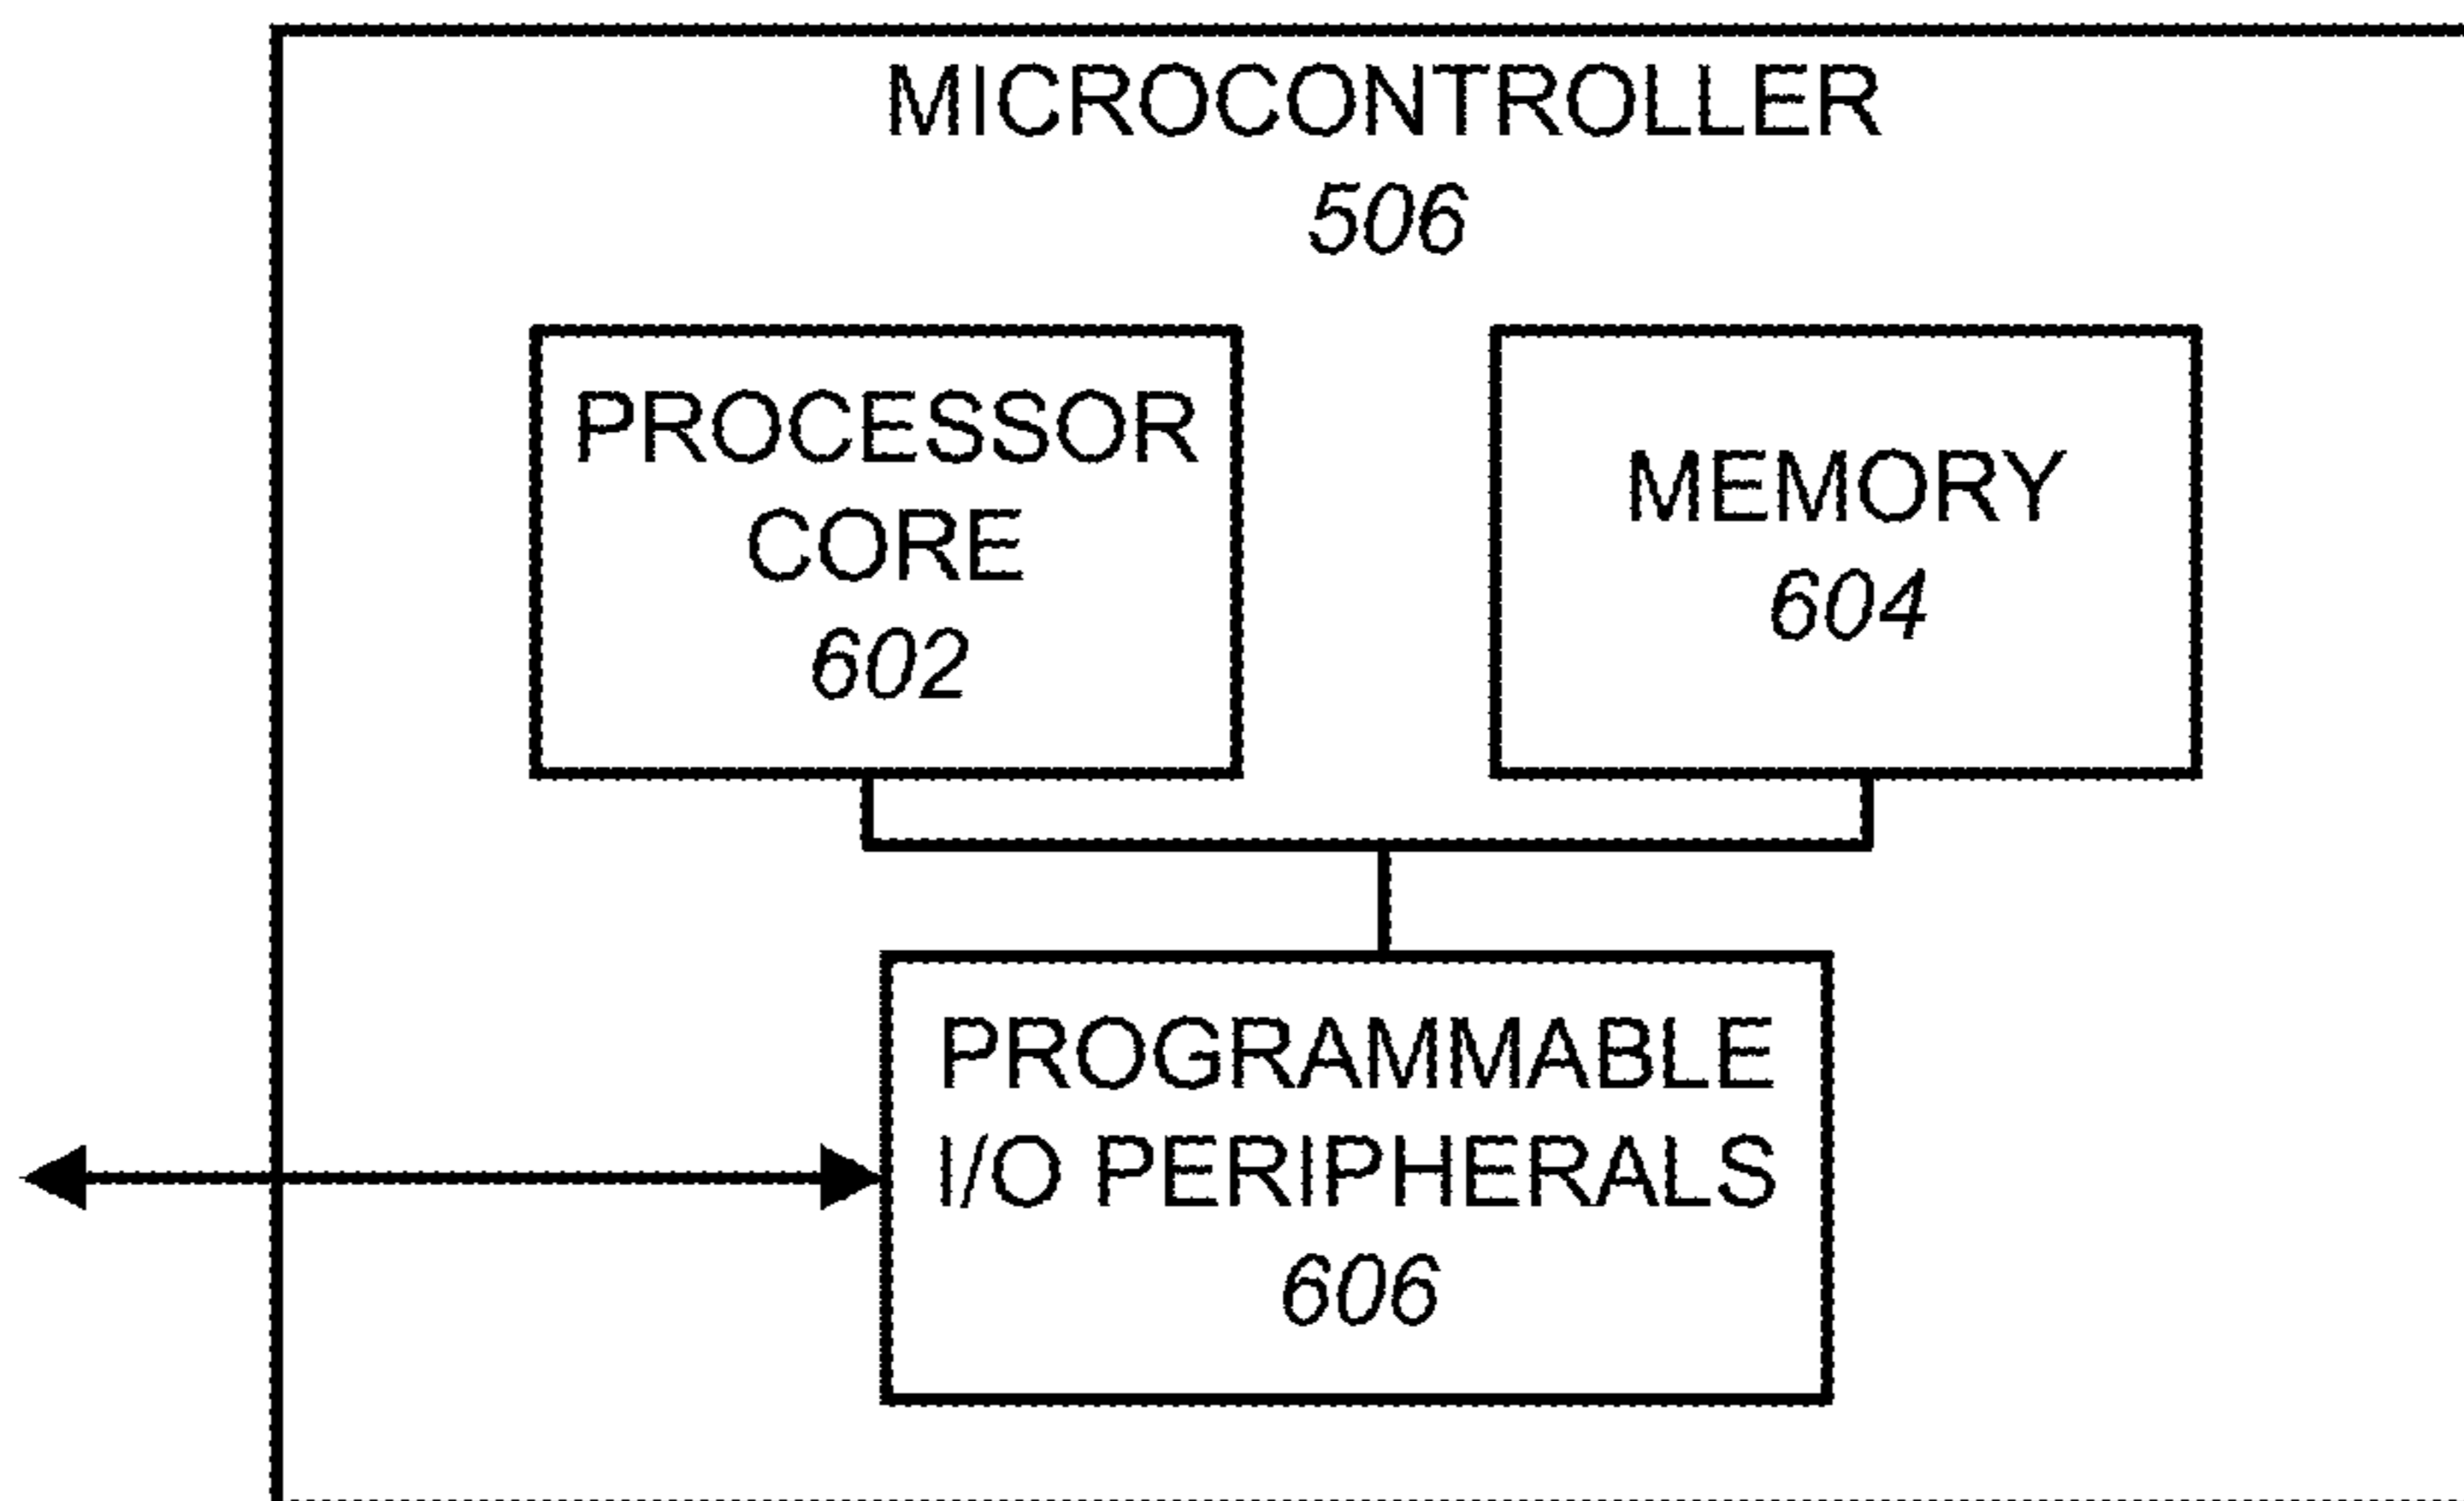 MICROCONTROLLER
506
PROCESSOR
CORE
602
MEMORY
604
PROGRAMMABLE
I/O PERIPHERALS
606